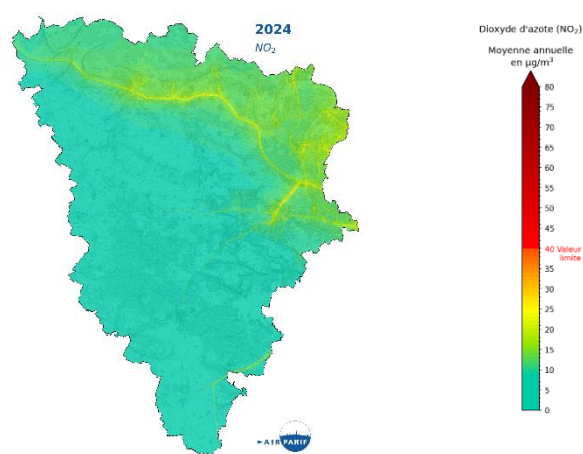 2024
NO₂
Dioxyde d'azote (NO₂)
Moyenne annuelle
en µg/m³
80
75
70
65
60
55
50
45
40 Valeur
limite
35
30
25
20
15
10
5
0
AIRPARIF